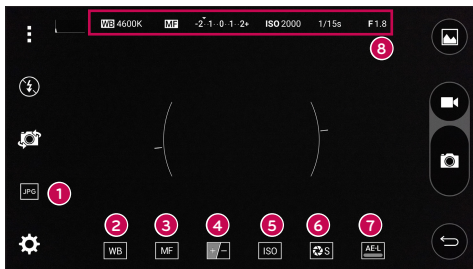 WB 4600K MF -2··1··0··1··2+ ISO 2000 1/15s F1.8
8
JPG 1
2 3 4 5 6 7
WB MF +/- ISO S AE-L